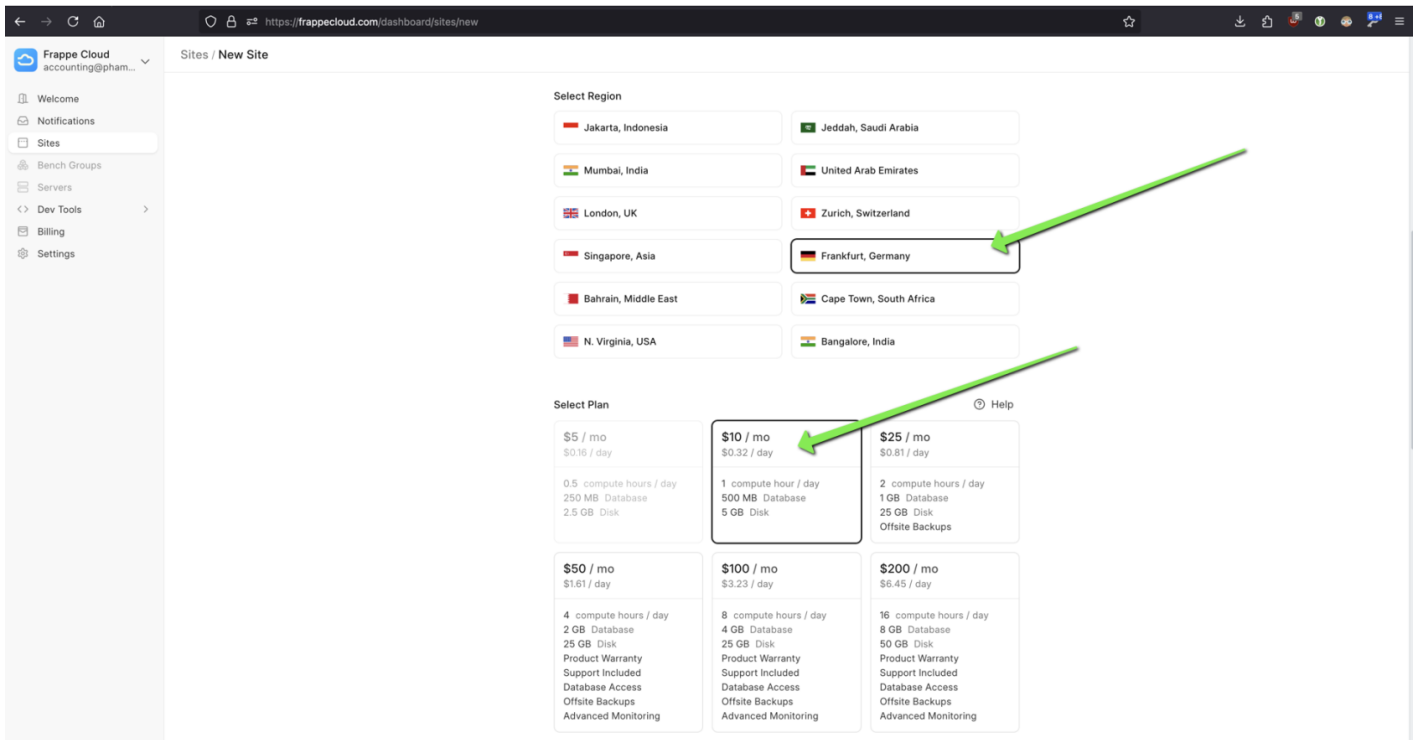 https://frappecloud.com/dashboard/sites/new
Frappe Cloud
accounting@pham...
Welcome
Notifications
Sites
Bench Groups
Servers
Dev Tools
Billing
Settings
Sites / New Site
Select Region
Jakarta, Indonesia
Jeddah, Saudi Arabia
Mumbai, India
United Arab Emirates
London, UK
Zurich, Switzerland
Singapore, Asia
Frankfurt, Germany
Bahrain, Middle East
Cape Town, South Africa
N. Virginia, USA
Bangalore, India
Select Plan
Help
$5 / mo
$0.16 / day
0.5 compute hours / day
250 MB Database
2.5 GB Disk
$10 / mo
$0.32 / day
1 compute hour / day
500 MB Database
5 GB Disk
$25 / mo
$0.81 / day
2 compute hours / day
1 GB Database
25 GB Disk
Offsite Backups
$50 / mo
$1.61 / day
4 compute hours / day
2 GB Database
25 GB Disk
Product Warranty
Support Included
Database Access
Offsite Backups
Advanced Monitoring
$100 / mo
$3.23 / day
8 compute hours / day
4 GB Database
25 GB Disk
Product Warranty
Support Included
Database Access
Offsite Backups
Advanced Monitoring
$200 / mo
$6.45 / day
16 compute hours / day
8 GB Database
50 GB Disk
Product Warranty
Support Included
Database Access
Offsite Backups
Advanced Monitoring